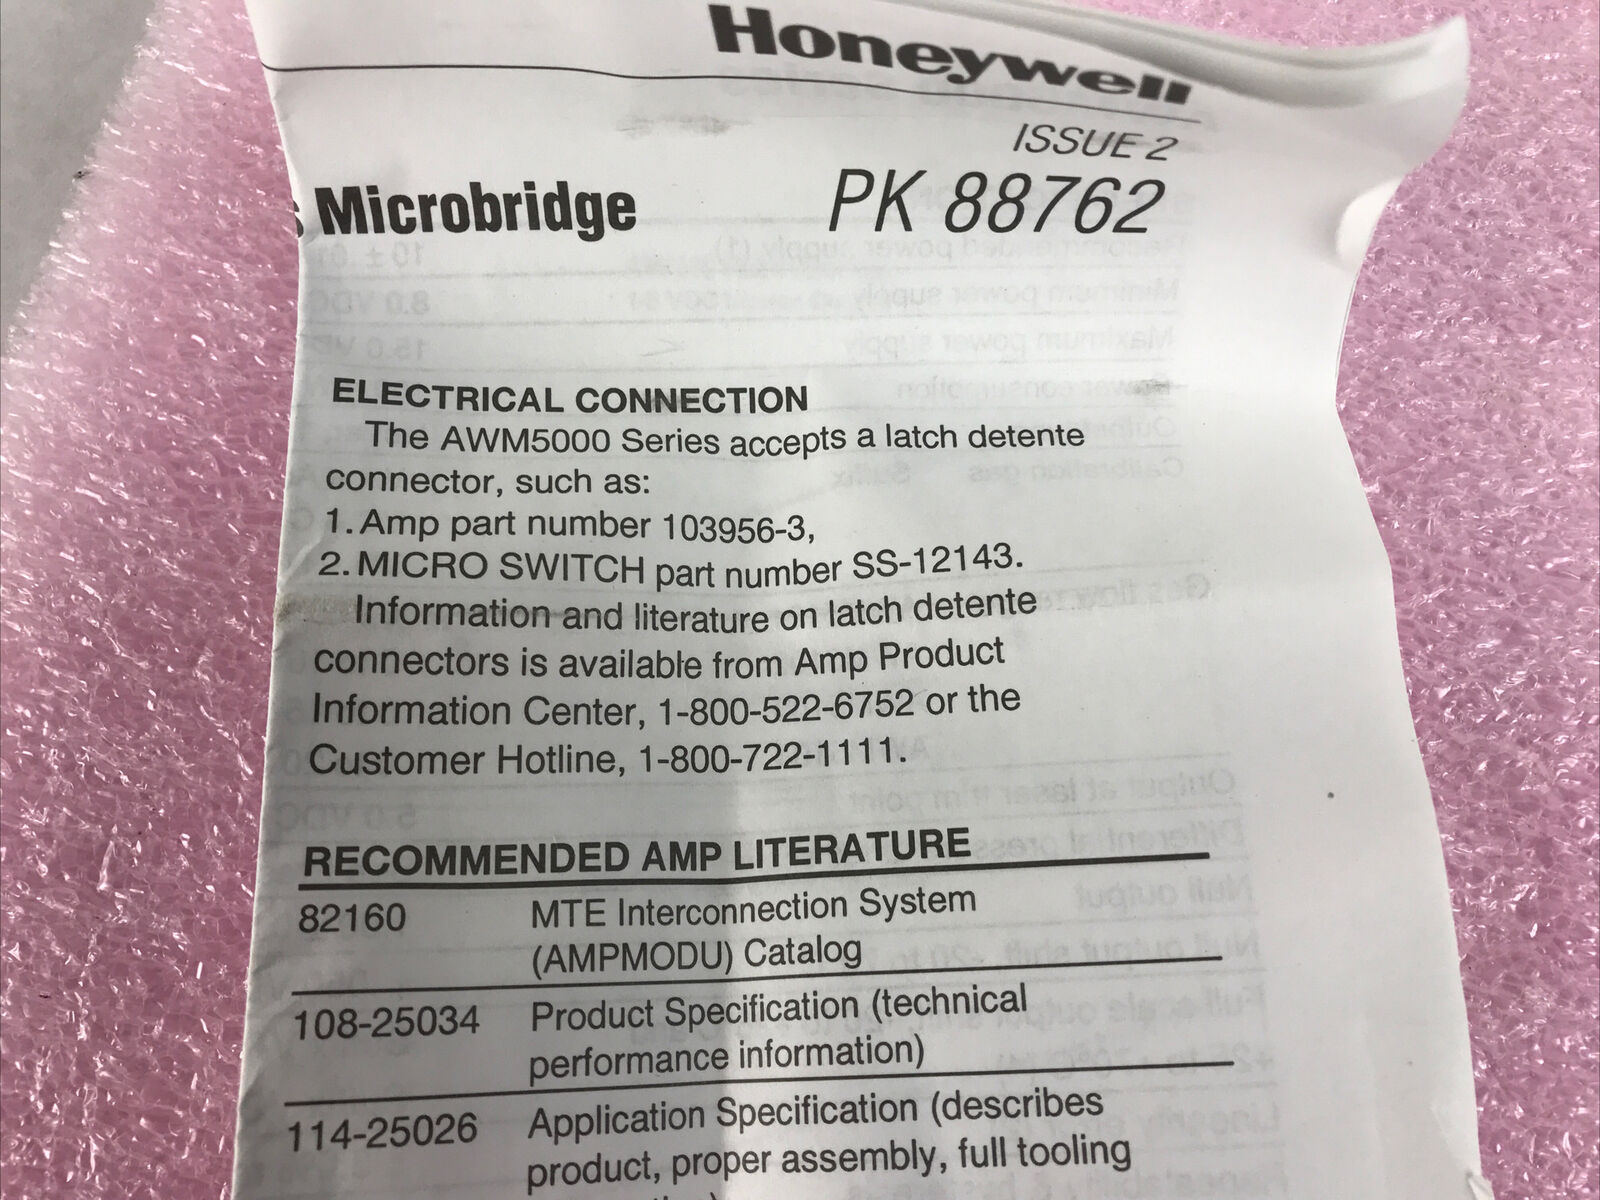 Honeywell
ISSUE 2
Microbridge PK 88762
ELECTRICAL CONNECTION
The AWM5000 Series accepts a latch detente
connector, such as:
1. Amp part number 103956-3,
2. MICRO SWITCH part number SS-12143.
Information and literature on latch detente
connectors is available from Amp Product
Information Center, 1-800-522-6752 or the
Customer Hotline, 1-800-722-1111.
RECOMMENDED AMP LITERATURE
82160 MTE Interconnection System
(AMPMODU) Catalog
108-25034 Product Specification (technical
performance information)
114-25026 Application Specification (describes
product, proper assembly, full tooling